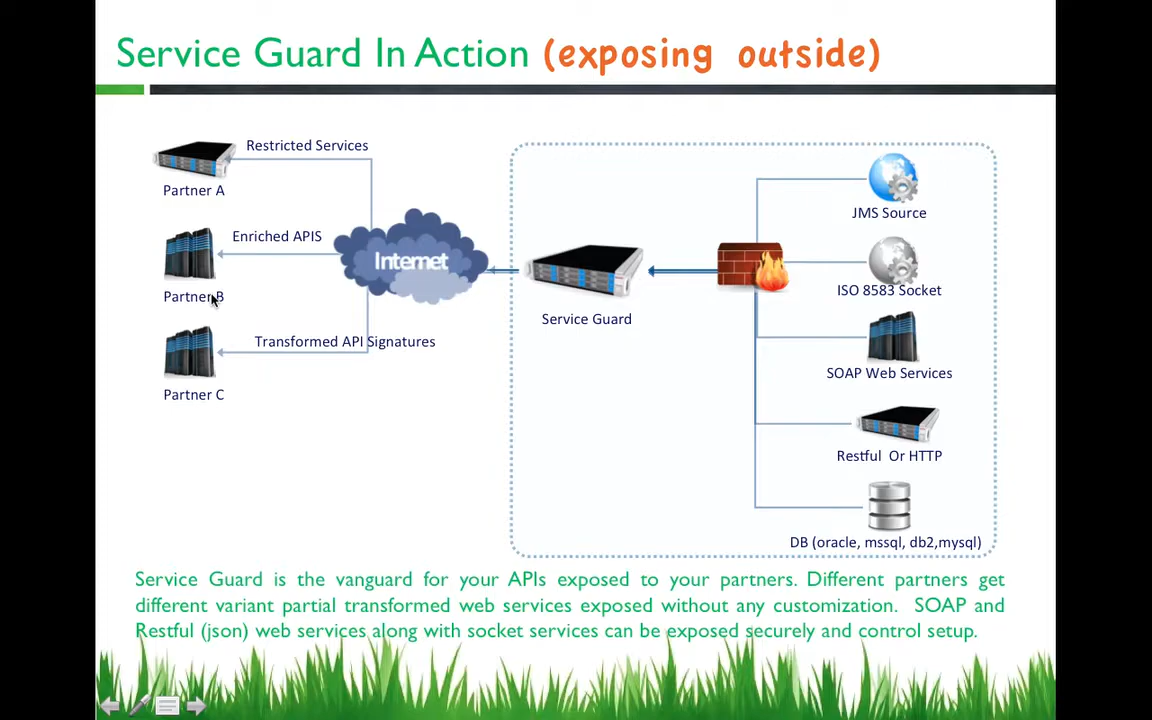 Service Guard In Action (exposing outside)
Restricted Services
Partner A
Enriched APIS
Partner B
Transformed API Signatures
Partner C
Internet
Service Guard
JMS Source
ISO 8583 Socket
SOAP Web Services
Restful Or HTTP
DB (oracle, mssql, db2,mysql)
Service Guard is the vanguard for your APIs exposed to your partners. Different partners get
different variant partial transformed web services exposed without any customization. SOAP and
Restful (json) web services along with socket services can be exposed securely and control setup.